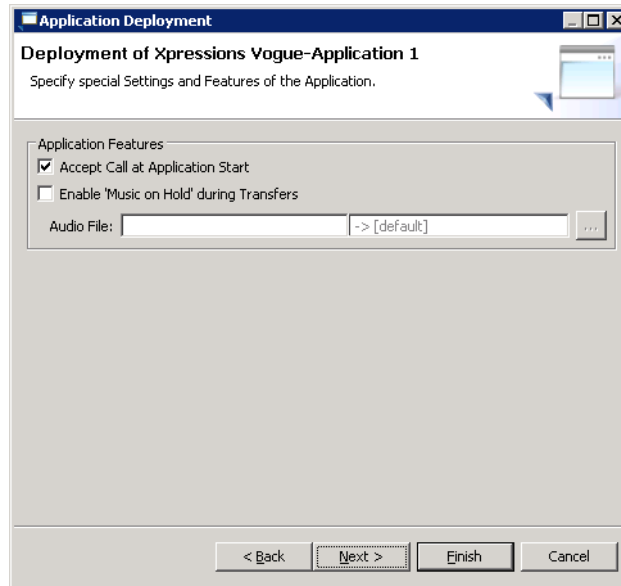 Application Deployment
Deployment of Xpressions Vogue-Application 1
Specify special Settings and Features of the Application.
Application Features
Accept Call at Application Start
Enable 'Music on Hold' during Transfers
Audio File: -> [default] ...
< Back Next > Finish Cancel